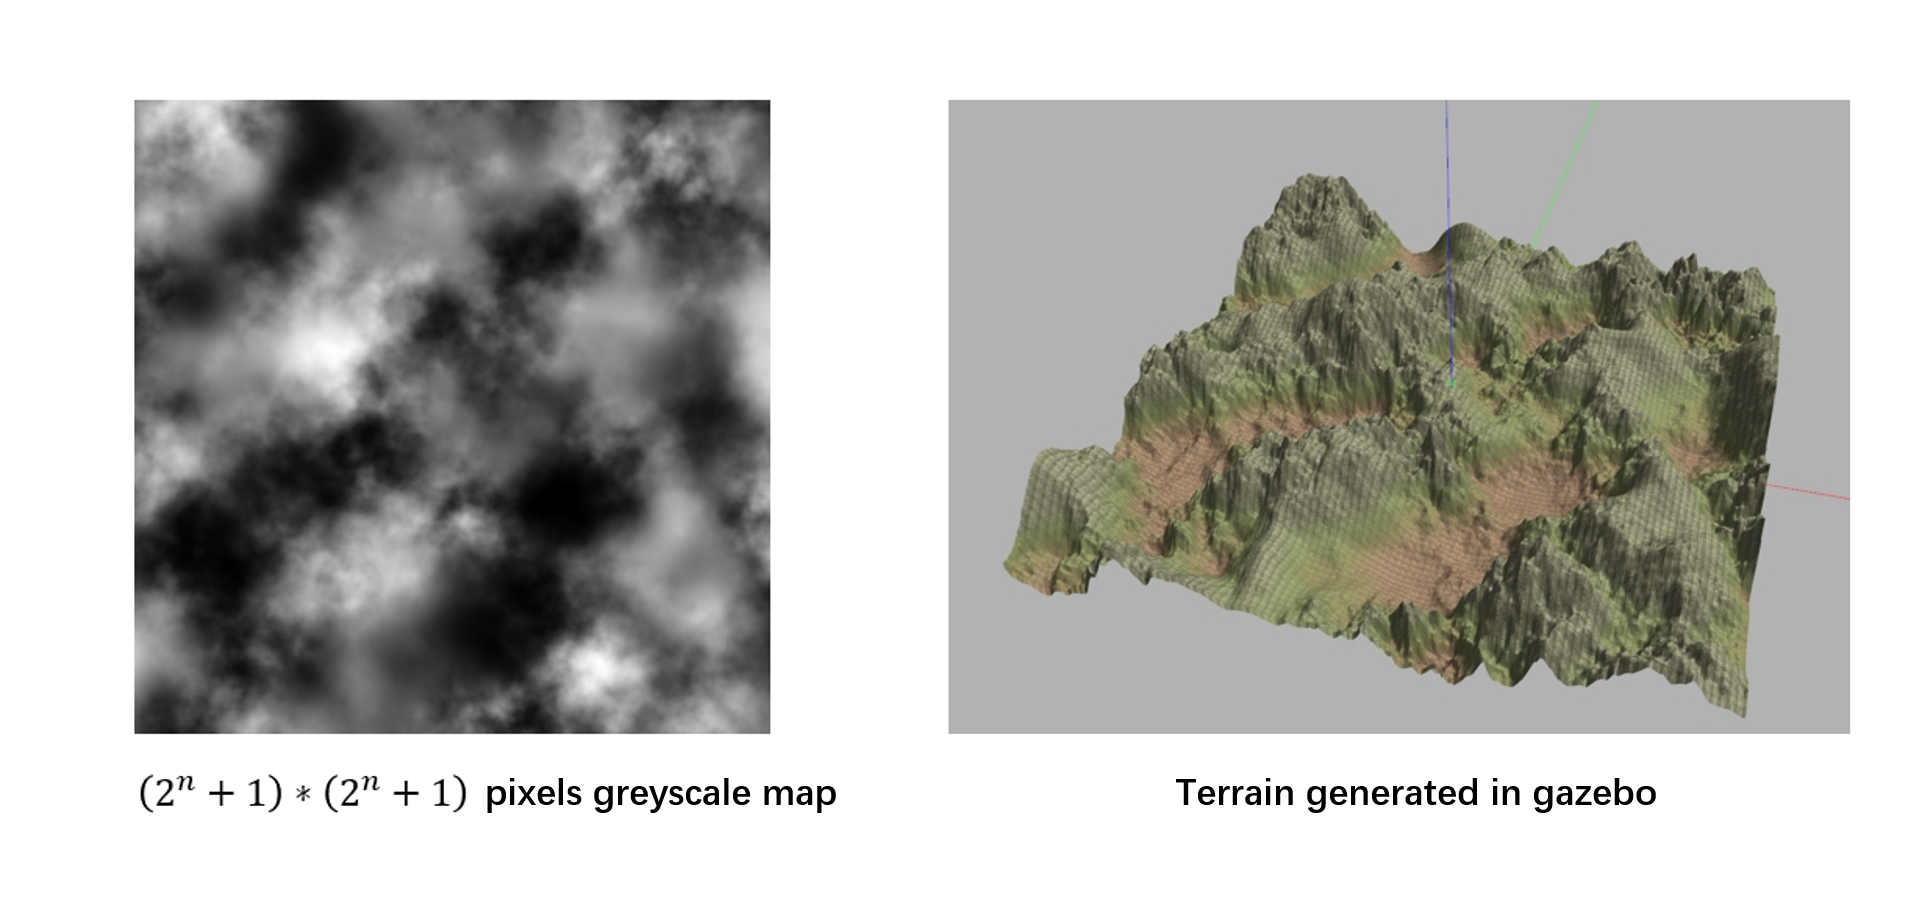 (2ⁿ + 1) ∗ (2ⁿ + 1) pixels greyscale map
Terrain generated in gazebo